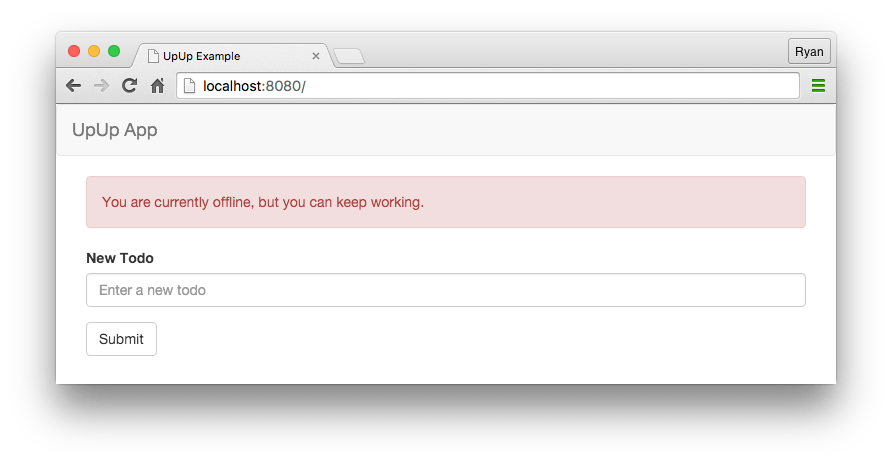 UpUp Example
Ryan
localhost:8080/
UpUp App
You are currently offline, but you can keep working.
New Todo
Enter a new todo
Submit